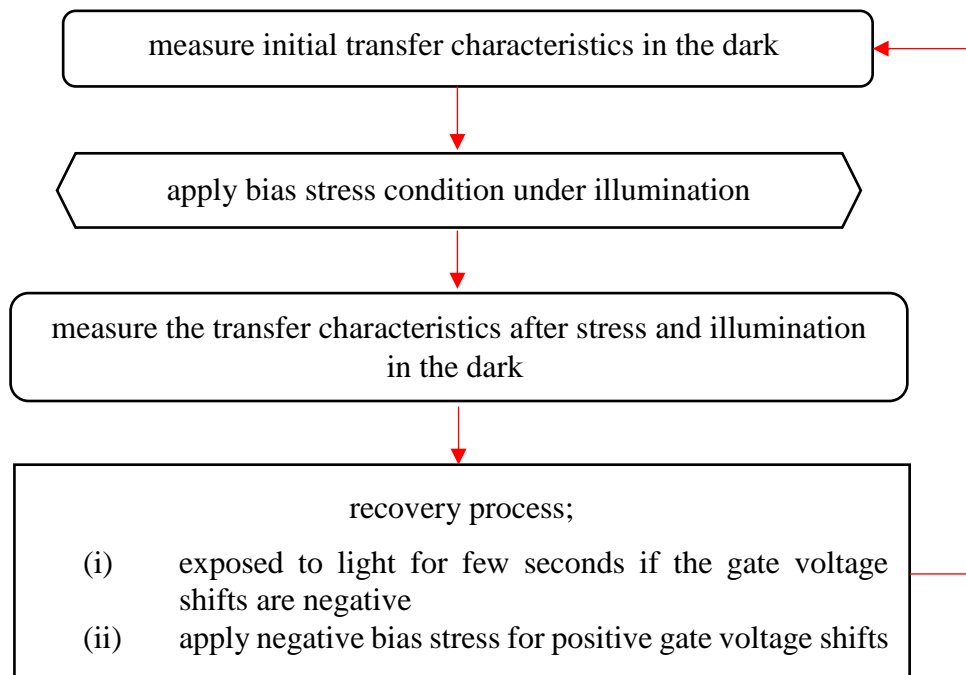 measure initial transfer characteristics in the dark
apply bias stress condition under illumination
measure the transfer characteristics after stress and illumination
in the dark
recovery process;
(i) exposed to light for few seconds if the gate voltage
shifts are negative
(ii) apply negative bias stress for positive gate voltage shifts